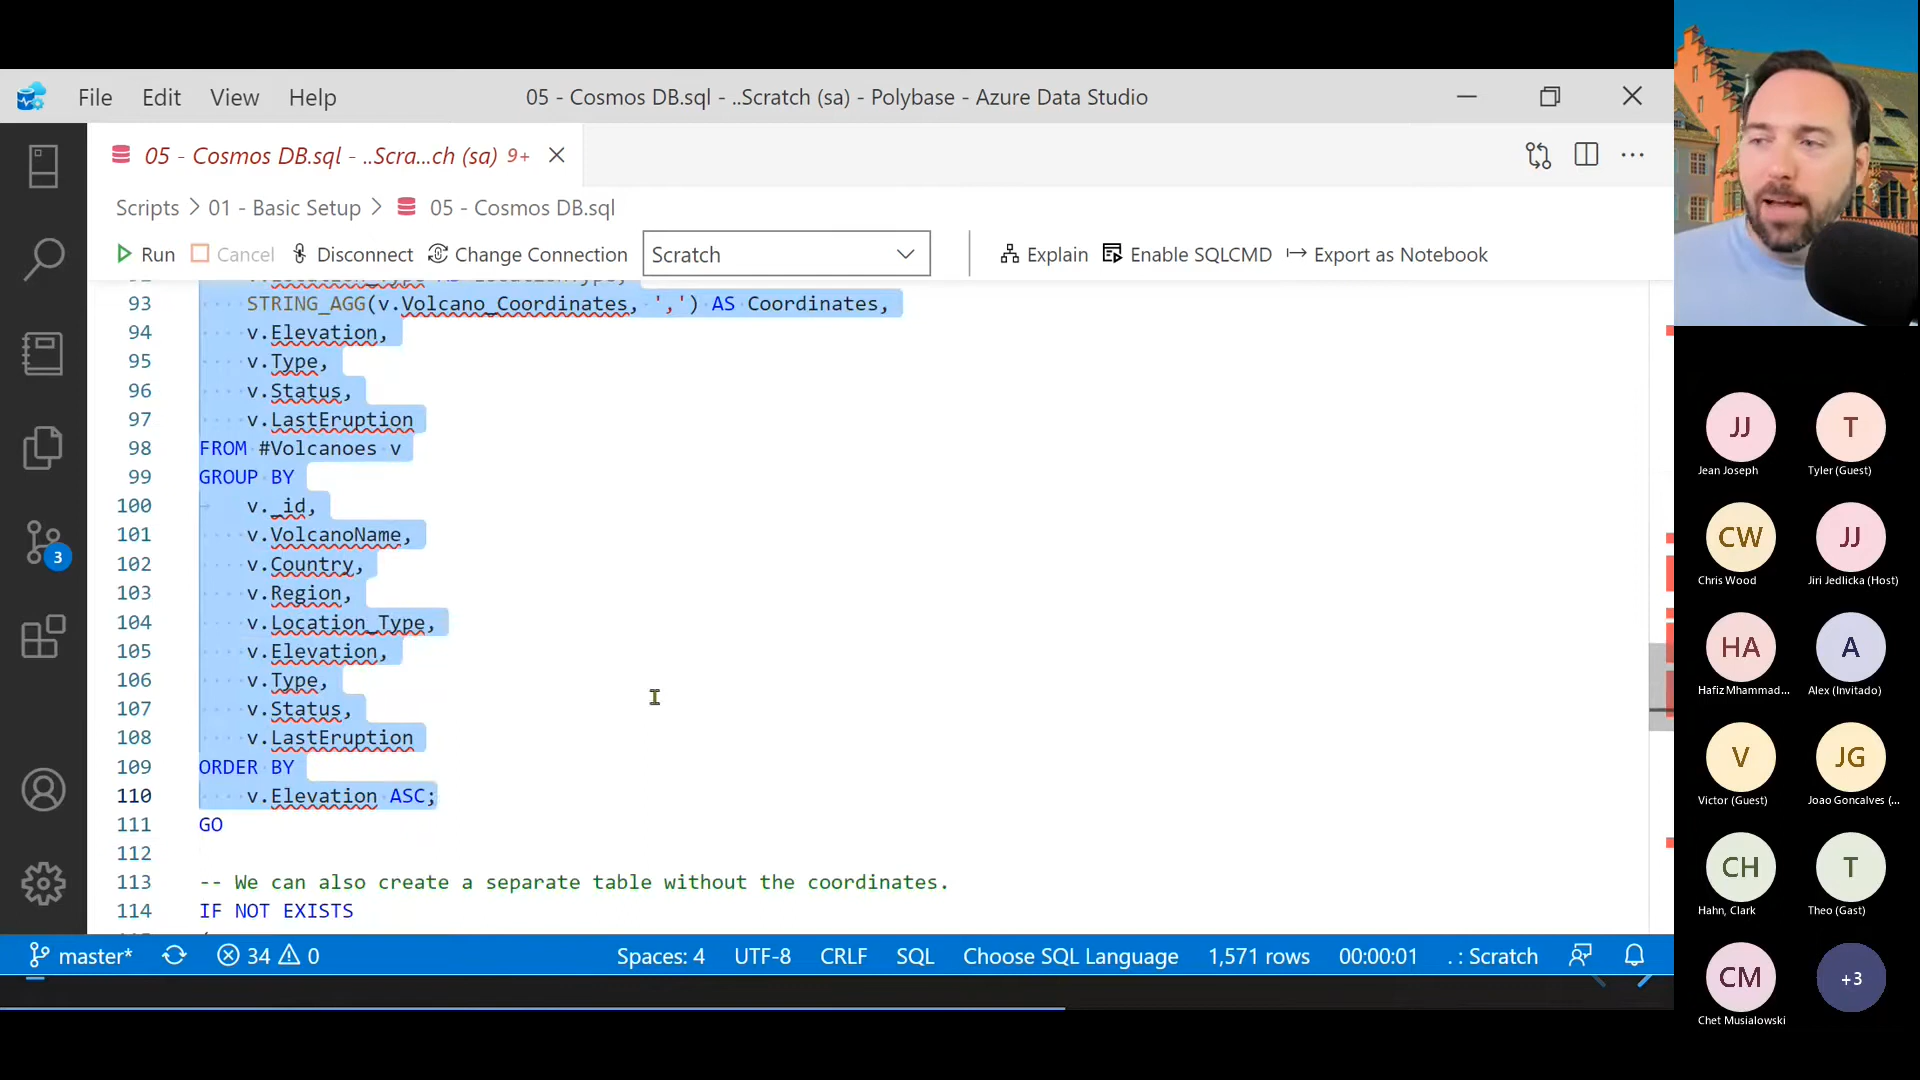 File Edit View Help
05 - Cosmos DB.sql - ..Scratch (sa) - Polybase - Azure Data Studio
05 - Cosmos DB.sql - ..Scra...ch (sa) 9+
Scripts > 01 - Basic Setup > 05 - Cosmos DB.sql
Run Cancel Disconnect Change Connection Scratch Explain Enable SQLCMD Export as Notebook
93 STRING_AGG(v.Volcano_Coordinates, ',') AS Coordinates,
94 v.Elevation,
95 v.Type,
96 v.Status,
97 v.LastEruption
98 FROM #Volcanoes v
99 GROUP BY
100 v._id,
101 v.VolcanoName,
102 v.Country,
103 v.Region,
104 v.Location_Type,
105 v.Elevation,
106 v.Type,
107 v.Status,
108 v.LastEruption
109 ORDER BY
110 v.Elevation ASC;
111 GO
112
113 -- We can also create a separate table without the coordinates.
114 IF NOT EXISTS
3
master* 34 0 Spaces: 4 UTF-8 CRLF SQL Choose SQL Language 1,571 rows 00:00:01 . : Scratch
JJ T
Jean Joseph Tyler (Guest)
CW JJ
Chris Wood Jiri Jedlicka (Host)
HA A
Hafiz Mhammad... Alex (Invitado)
V JG
Victor (Guest) Joao Goncalves (...
CH T
Hahn, Clark Theo (Gast)
CM +3
Chet Musialowski